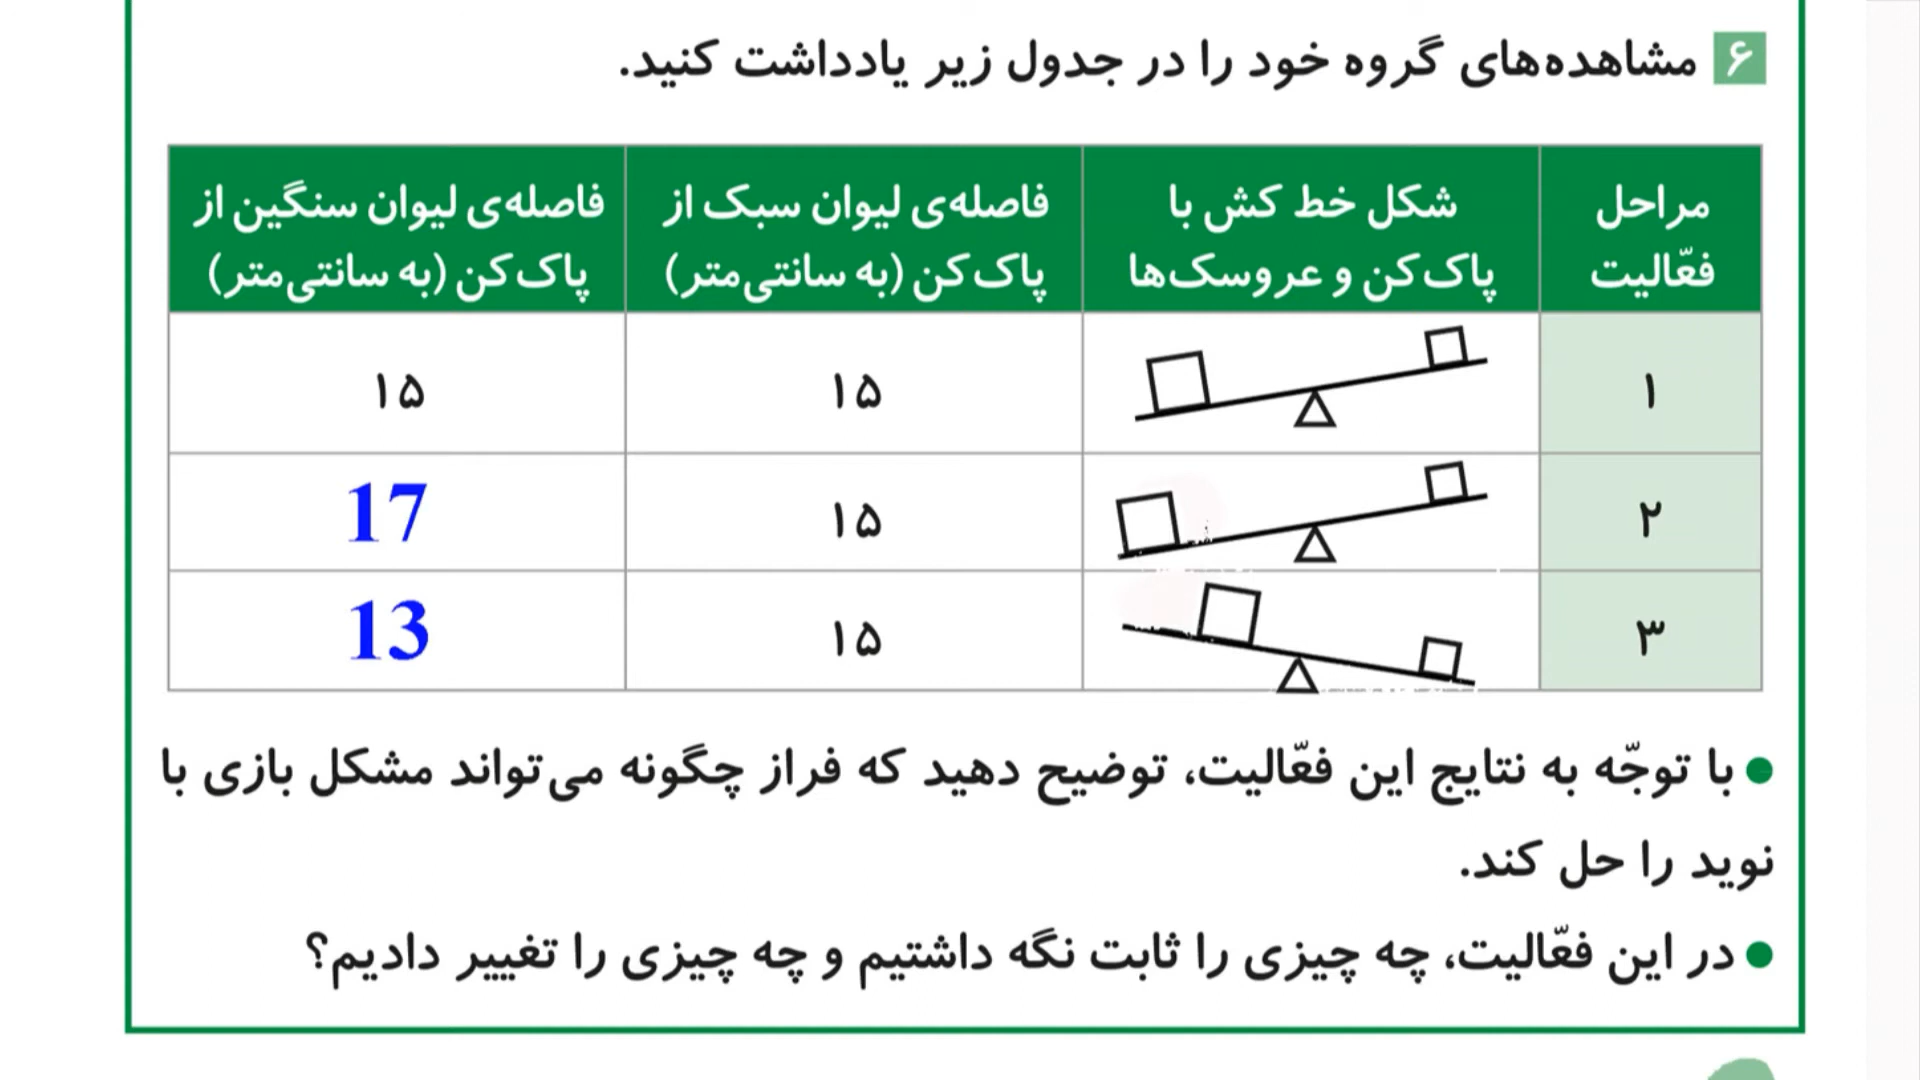 ۶ مشاهده‌های گروه خود را در جدول زیر یادداشت کنید.
مراحل فعّالیت
شکل خط کش با پاک‌کن و عروسک‌ها
فاصله‌ی لیوان سبک از پاک‌کن (به سانتی‌متر)
فاصله‌ی لیوان سنگین از پاک‌کن (به سانتی‌متر)
۱ ۱۵ ۱۵
۲ ۱۵ 17
۳ ۱۵ 13
● با توجّه به نتایج این فعّالیت، توضیح دهید که فراز چگونه می‌تواند مشکل بازی با
نوید را حل کند.
● در این فعّالیت، چه چیزی را ثابت نگه داشتیم و چه چیزی را تغییر دادیم؟